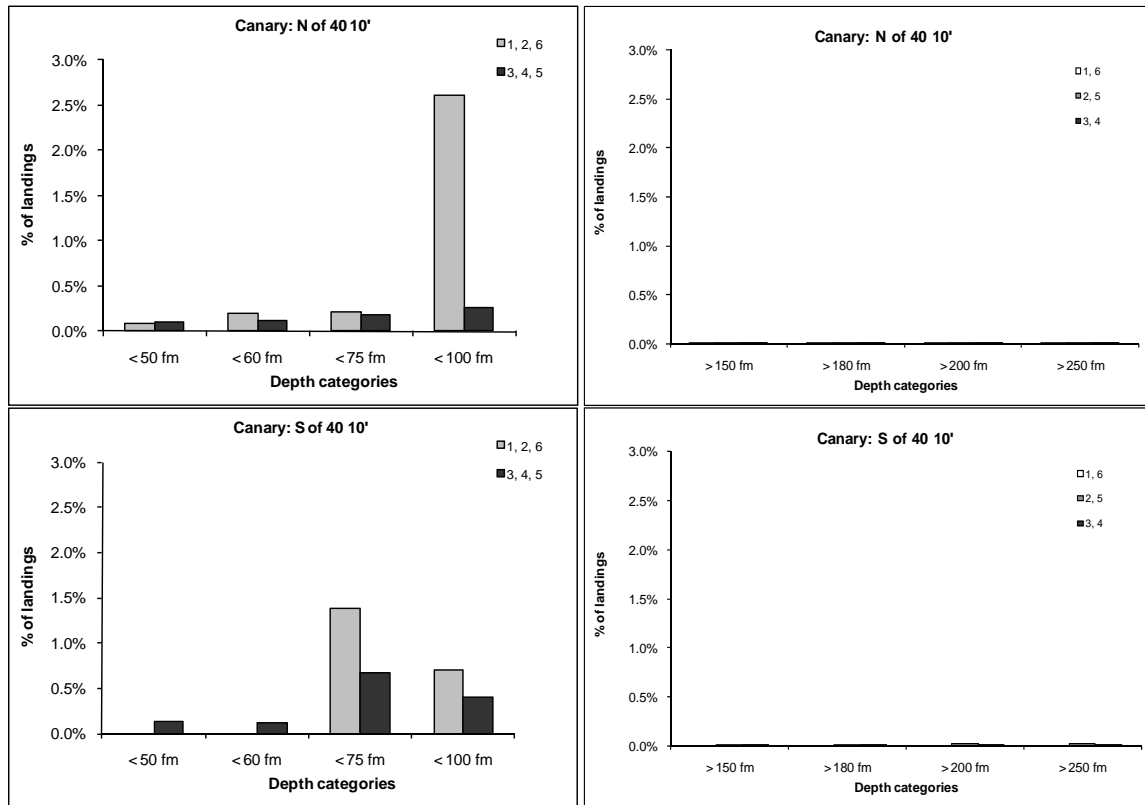 Canary: N of 40 10'
1, 2, 6
3, 4, 5
3.0%
2.5%
2.0%
1.5%
1.0%
0.5%
0.0%
% of landings
< 50 fm
< 60 fm
< 75 fm
< 100 fm
Depth categories
Canary: N of 40 10'
1, 6
2, 5
3, 4
3.0%
2.5%
2.0%
1.5%
1.0%
0.5%
0.0%
% of landings
> 150 fm
> 180 fm
> 200 fm
> 250 fm
Depth categories
Canary: S of 40 10'
1, 2, 6
3, 4, 5
3.0%
2.5%
2.0%
1.5%
1.0%
0.5%
0.0%
% of landings
< 50 fm
< 60 fm
< 75 fm
< 100 fm
Depth categories
Canary: S of 40 10'
1, 6
2, 5
3, 4
3.0%
2.5%
2.0%
1.5%
1.0%
0.5%
0.0%
% of landings
> 150 fm
> 180 fm
> 200 fm
> 250 fm
Depth categories